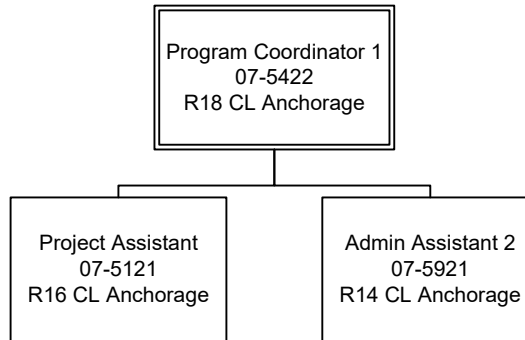 Program Coordinator 1
07-5422
R18 CL Anchorage
Project Assistant
07-5121
R16 CL Anchorage
Admin Assistant 2
07-5921
R14 CL Anchorage